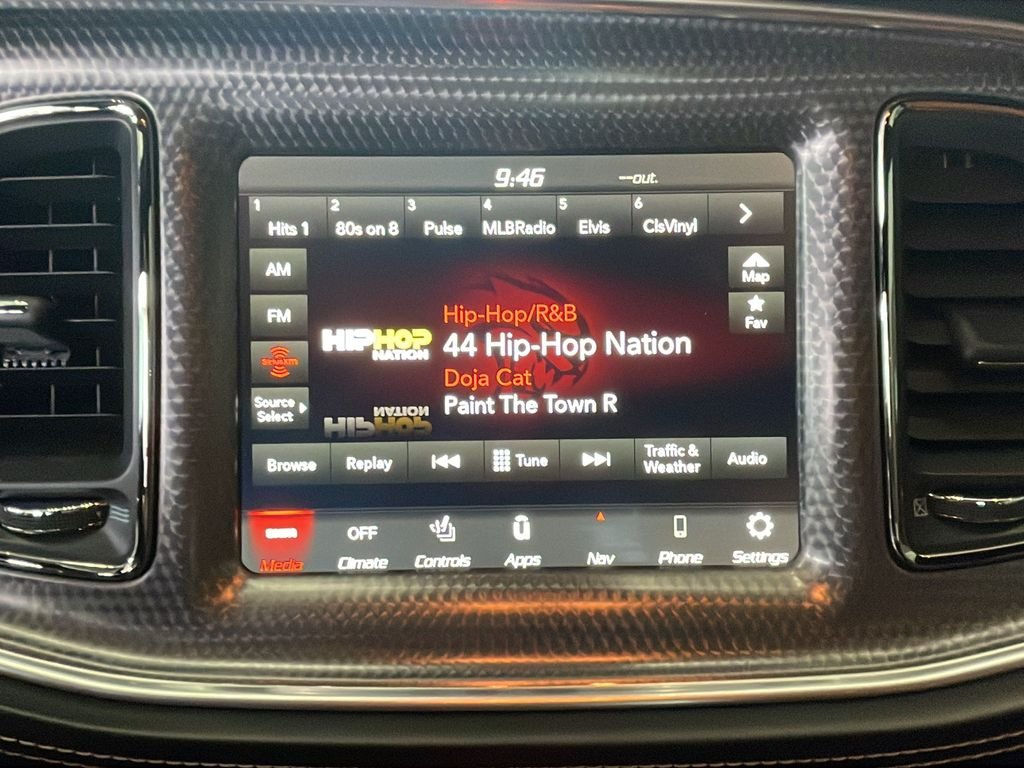 9:46
--out.
1 2 3 4 5 6
Hits 1 80s on 8 Pulse MLBRadio Elvis ClsVinyl
AM
Map
FM
Fav
SiriusXM
Source
Select
HIPHOP
NATION
Hip-Hop/R&B
44 Hip-Hop Nation
Doja Cat
Paint The Town R
Browse Replay Tune Traffic &
Weather Audio
OFF
Media Climate Controls Apps Nav Phone Settings